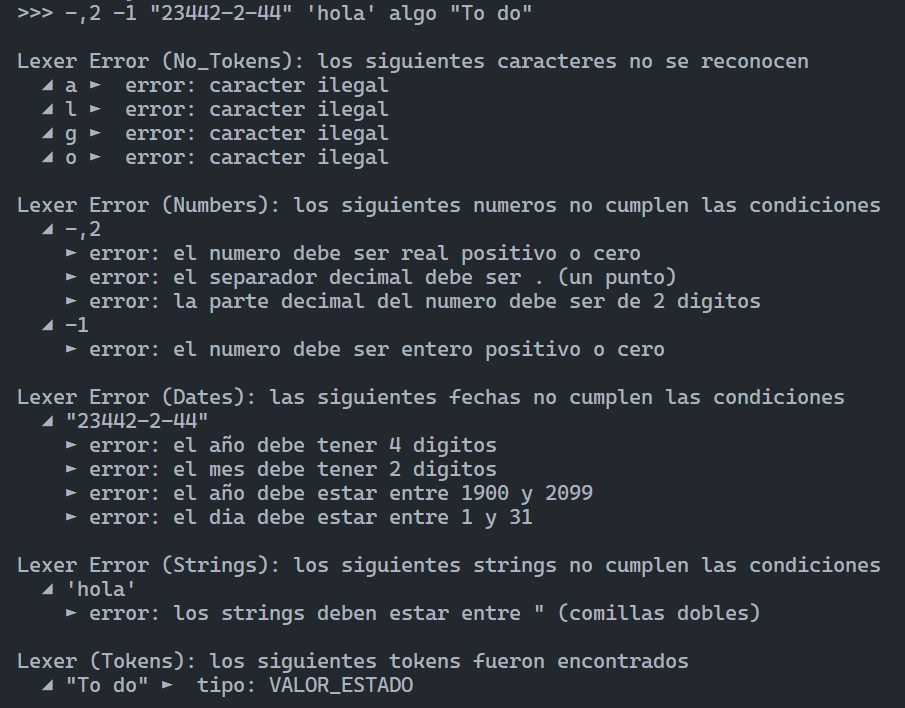 >>> -,2 -1 "23442-2-44" 'hola' algo "To do"
Lexer Error (No_Tokens): los siguientes caracteres no se reconocen
◢ a ► error: caracter ilegal
◢ l ► error: caracter ilegal
◢ g ► error: caracter ilegal
◢ o ► error: caracter ilegal
Lexer Error (Numbers): los siguientes numeros no cumplen las condiciones
◢ -,2
► error: el numero debe ser real positivo o cero
► error: el separador decimal debe ser . (un punto)
► error: la parte decimal del numero debe ser de 2 digitos
◢ -1
► error: el numero debe ser entero positivo o cero
Lexer Error (Dates): las siguientes fechas no cumplen las condiciones
◢ "23442-2-44"
► error: el año debe tener 4 digitos
► error: el mes debe tener 2 digitos
► error: el año debe estar entre 1900 y 2099
► error: el dia debe estar entre 1 y 31
Lexer Error (Strings): los siguientes strings no cumplen las condiciones
◢ 'hola'
► error: los strings deben estar entre " (comillas dobles)
Lexer (Tokens): los siguientes tokens fueron encontrados
◢ "To do" ► tipo: VALOR_ESTADO